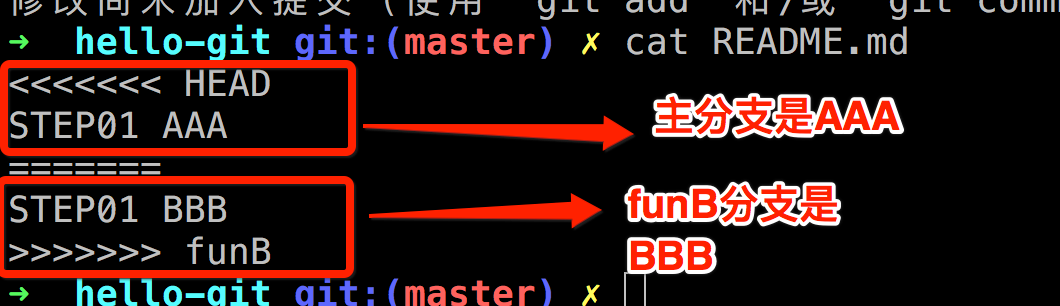 修改尚未加入提交（使用 "git add" 和/或 "git comm
➜ hello-git git:(master) ✗ cat README.md
<<<<<<< HEAD
STEP01 AAA
=======
STEP01 BBB
>>>>>>> funB
主分支是AAA
funB分支是
BBB
➜ hello-git git:(master) ✗